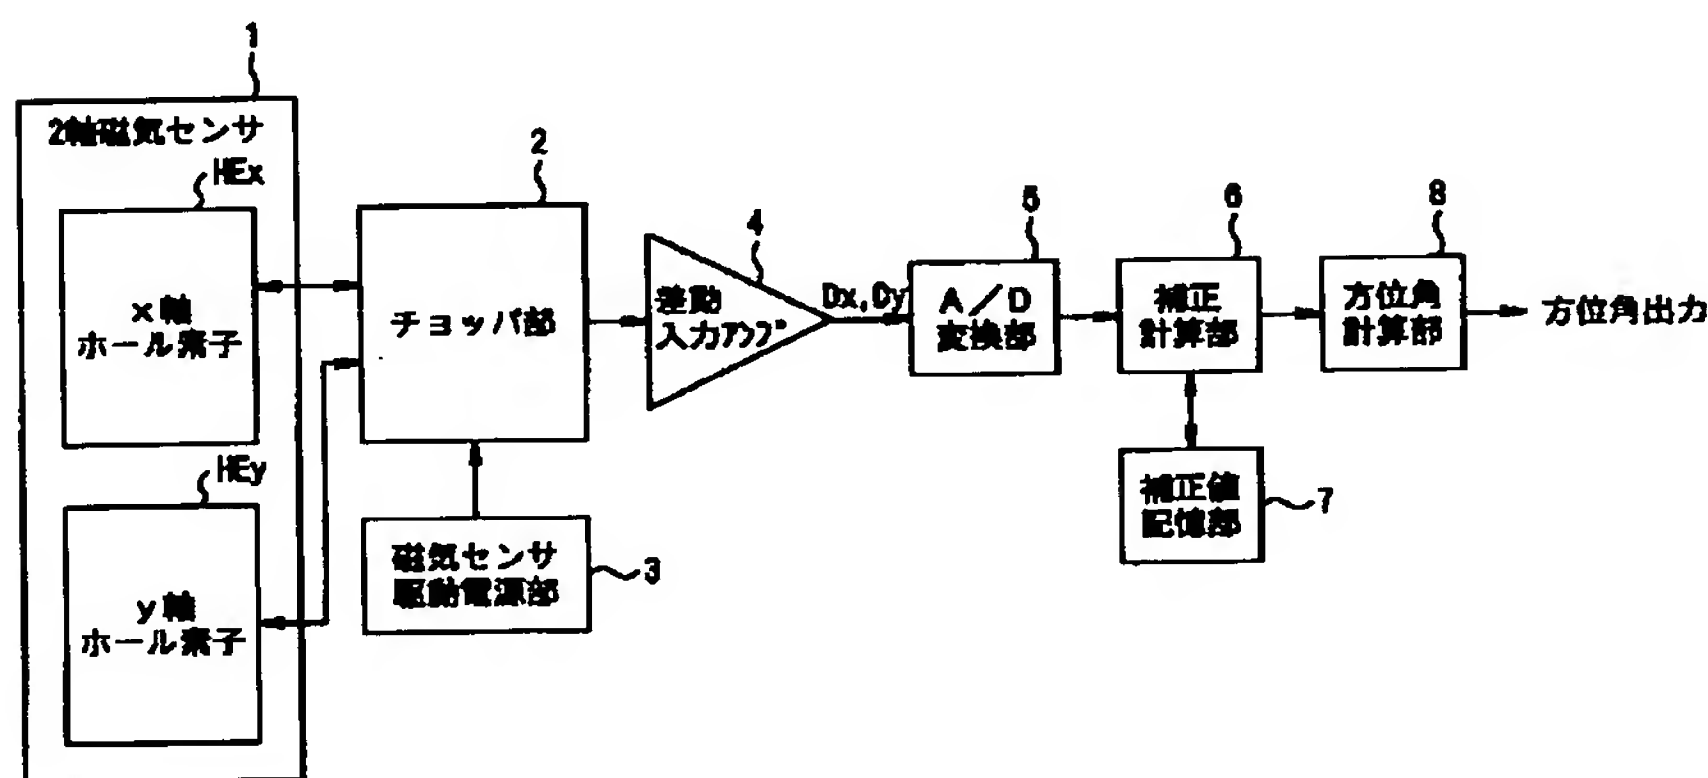 1
2軸磁気センサ
HEx
x軸
ホール素子
HEy
y軸
ホール素子
2
チョッパ部
磁気センサ
駆動電源部
3
4
差動
入力アンプ
Dx,Dy
5
A/D
変換部
6
補正
計算部
補正値
記憶部
7
8
方位角
計算部
方位角出力